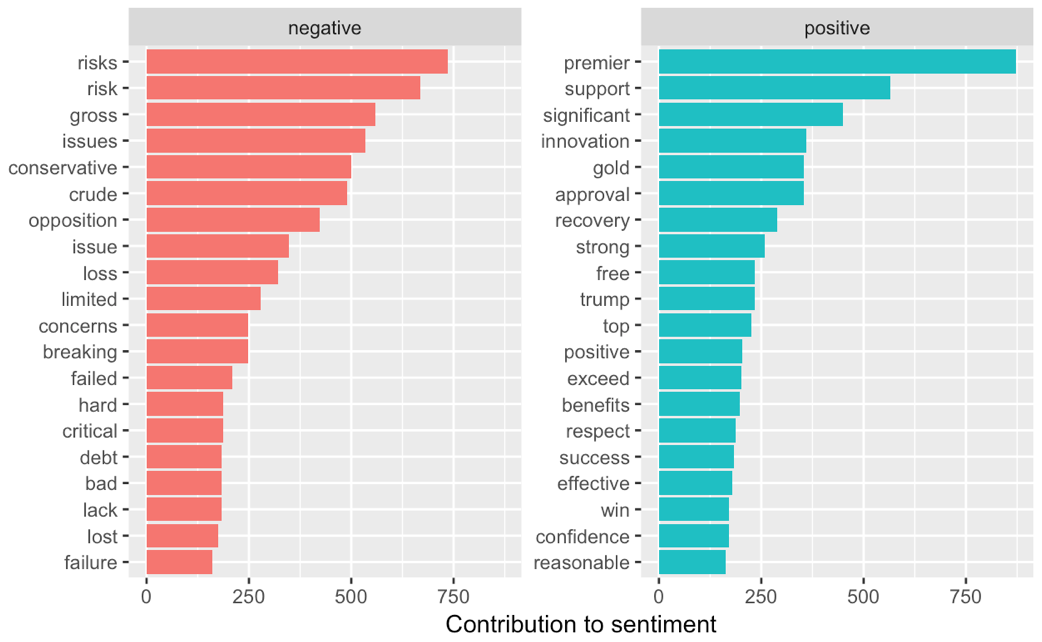 negative
risks
risk
gross
issues
conservative
crude
opposition
issue
loss
limited
concerns
breaking
failed
hard
critical
debt
bad
lack
lost
failure
0 250 500 750
positive
premier
support
significant
innovation
gold
approval
recovery
strong
free
trump
top
positive
exceed
benefits
respect
success
effective
win
confidence
reasonable
0 250 500 750
Contribution to sentiment